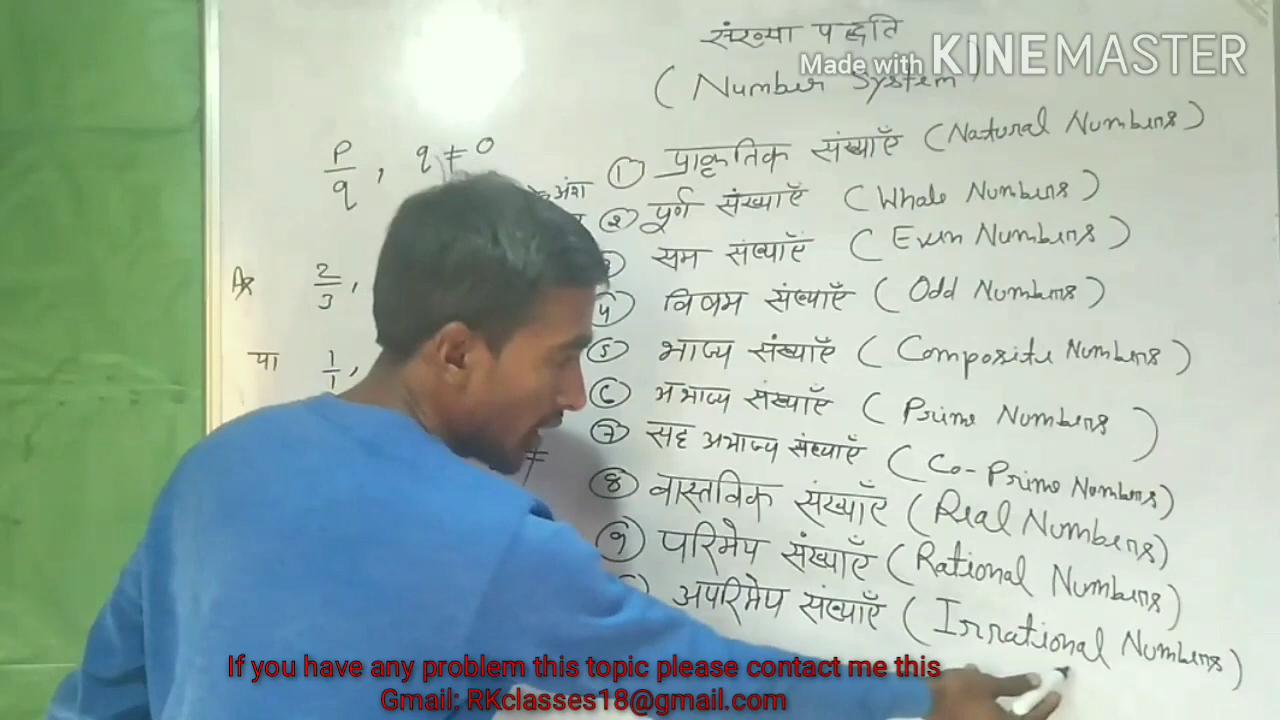 संख्या पद्धति
Made with KINEMASTER
(Number System)
p/q, q ≠ 0
अंश
Ex 2/3,
या 1/1,
≠
① प्राकृतिक संख्याएँ (Natural Numbers)
② पूर्ण संख्याएँ (Whole Numbers)
सम संख्याएँ (Even Numbers)
४ विषम संख्याएँ (Odd Numbers)
⑤ भाज्य संख्याएँ (Composite Numbers)
⑥ अभाज्य संख्याएँ (Prime Numbers)
⑦ सह अभाज्य संख्याएँ (Co-Prime Numbers)
⑧ वास्तविक संख्याएँ (Real Numbers)
९ परिमेय संख्याएँ (Rational Numbers)
अपरिमेय संख्याएँ (Irrational Numbers)
If you have any problem this topic please contact me this
Gmail: RKclasses18@gmail.com